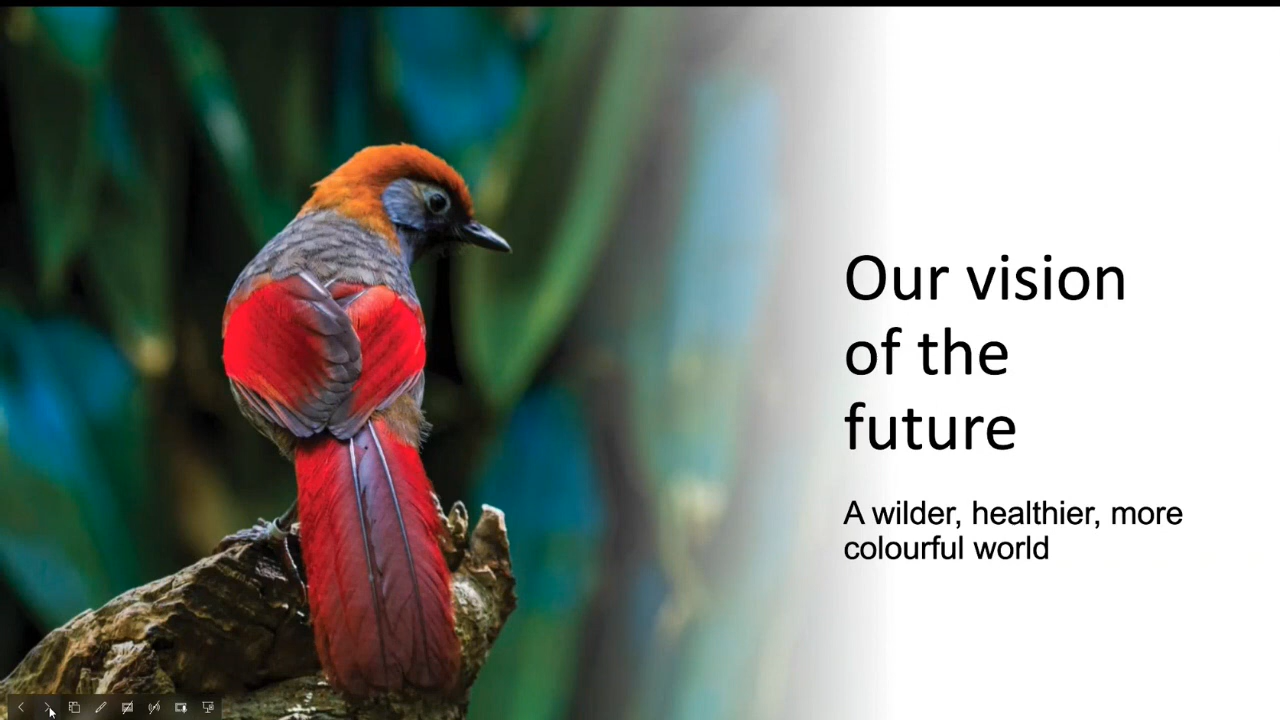 Our vision
of the
future
A wilder, healthier, more
colourful world